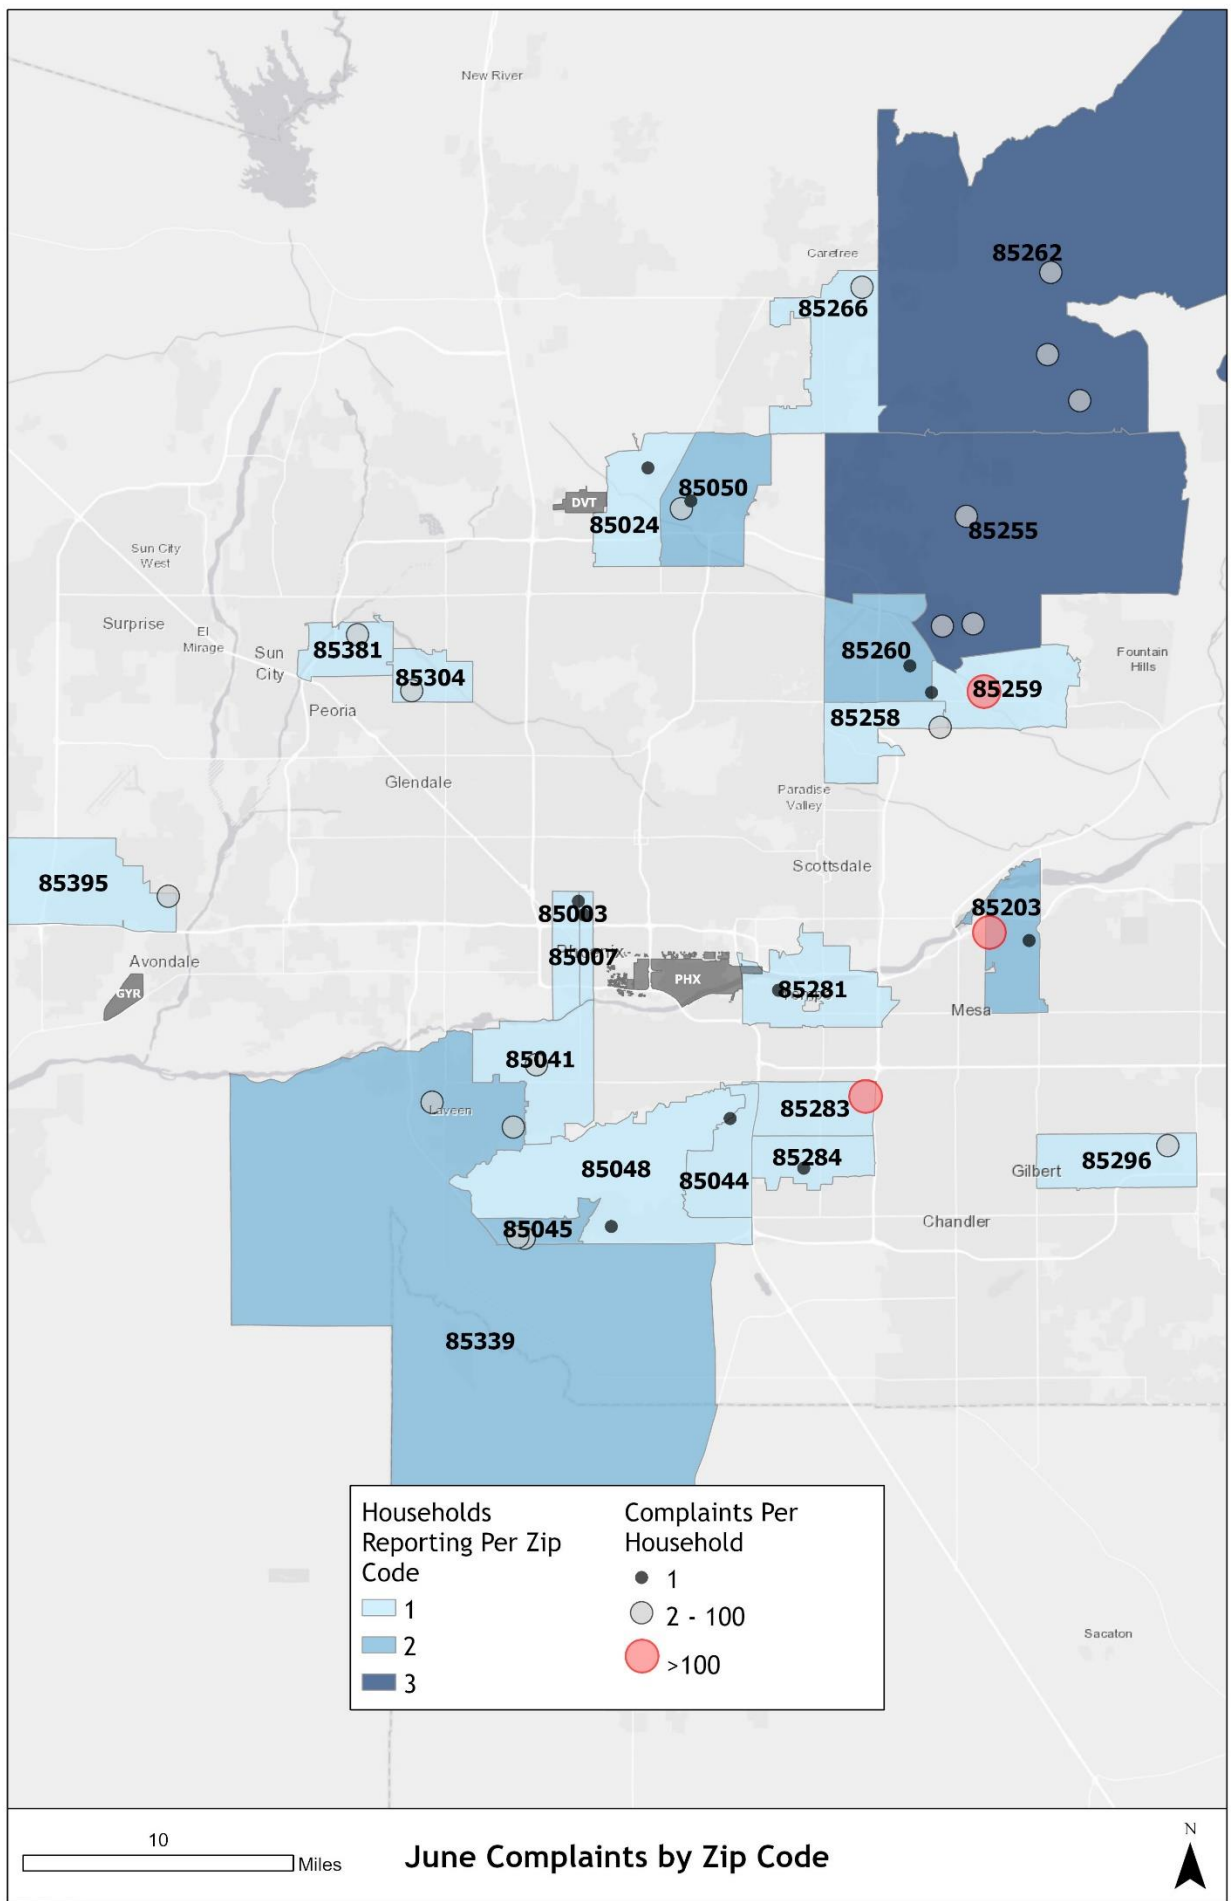 New River
Carefree
85262
85266
85050
DVT
85024
85255
Sun City
West
Surprise
El
Mirage
Sun
City
85381
85304
Peoria
85260
Fountain
Hills
85259
85258
Glendale
Paradise
Valley
Scottsdale
85395
85003
85203
Phoenix
85007
Avondale
GYR
PHX
85281
Tempe
Mesa
85041
Laveen
85283
85284
85048
85044
85296
Gilbert
85045
Chandler
85339
Households
Reporting Per Zip
Code
1
2
3
Complaints Per
Household
1
2 - 100
>100
Sacaton
10
Miles
June Complaints by Zip Code
N